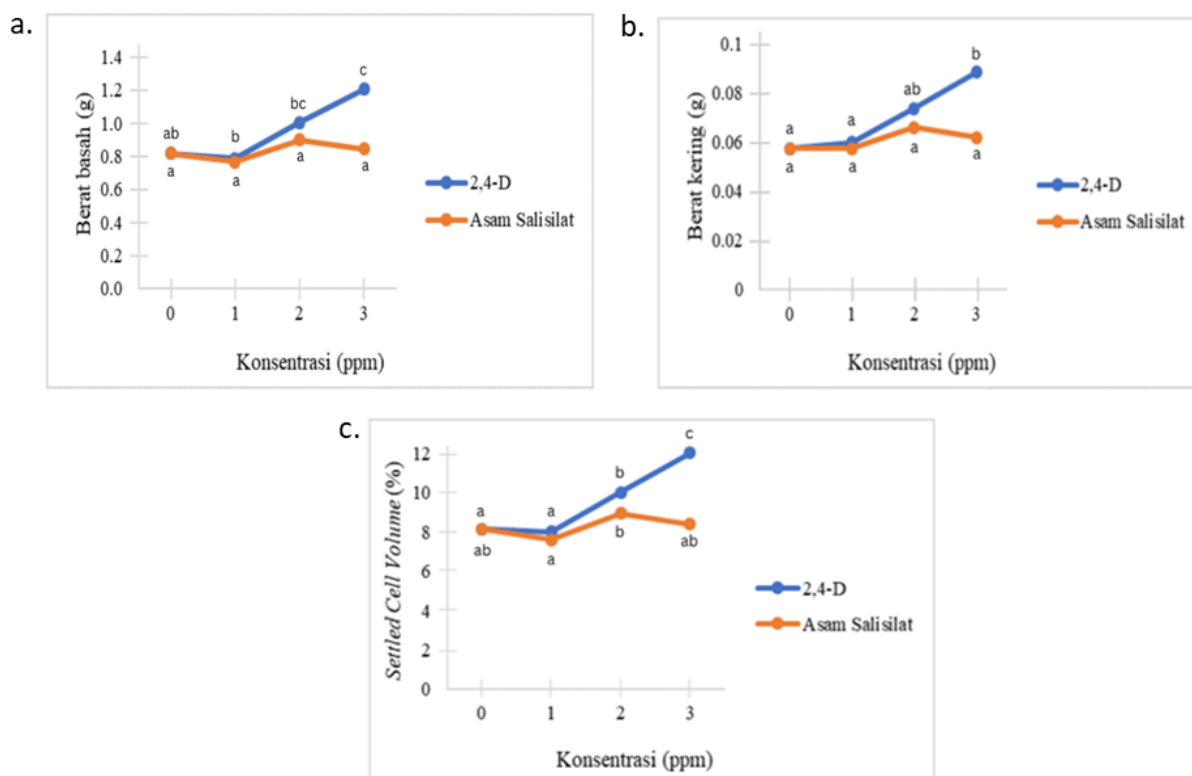 a.
Berat basah (g)
1.4
1.2
1.0
0.8
0.6
0.4
0.2
0.0
ab
b
bc
c
a
a
a
a
0 1 2 3
Konsentrasi (ppm)
2,4-D
Asam Salisilat
b.
Berat kering (g)
0.1
0.08
0.06
0.04
0.02
0
a
a
ab
b
a
a
a
a
0 1 2 3
Konsentrasi (ppm)
2,4-D
Asam Salisilat
c.
Settled Cell Volume (%)
12
10
8
6
4
2
0
a
a
b
c
ab
a
b
ab
0 1 2 3
Konsentrasi (ppm)
2,4-D
Asam Salisilat